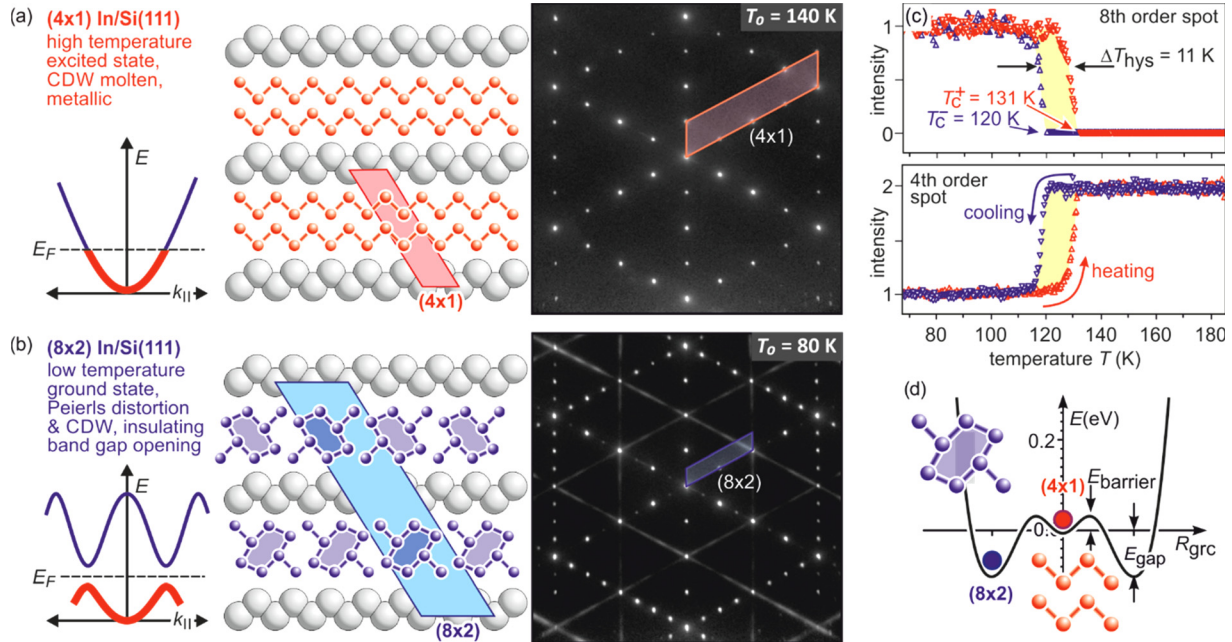 (a)
(4x1) In/Si(111)
high temperature
excited state,
CDW molten,
metallic
E
E_F
k_||
(4x1)
T_o = 140 K
(4x1)
(b)
(8x2) In/Si(111)
low temperature
ground state,
Peierls distortion
& CDW, insulating
band gap opening
E
E_F
k_||
(8x2)
T_o = 80 K
(8x2)
(c)
8th order spot
1
0
intensity
ΔT_hys = 11 K
T_C^+ = 131 K
T_C^- = 120 K
4th order
spot
2
1
intensity
cooling
heating
80 100 120 140 160 180
temperature T (K)
(d)
E(eV)
0.2
(4x1)
E_barrier
R_grc
E_gap
(8x2)